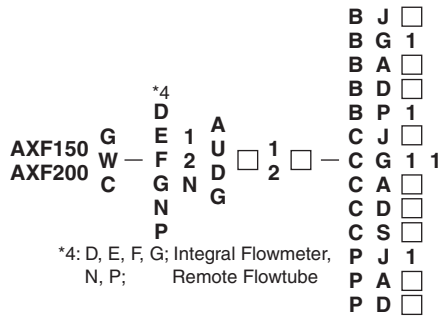 *4
AXF150
AXF200
G
W
C
—
D
E
F
G
N
P
1
2
N
A
U
D
G
□
1
2
□ —
B J □
B G 1
B A □
B D □
B P 1
C J □
C G 1 1
C A □
C D □
C S □
P J 1
P A □
P D □
*4: D, E, F, G; Integral Flowmeter,
N, P; Remote Flowtube